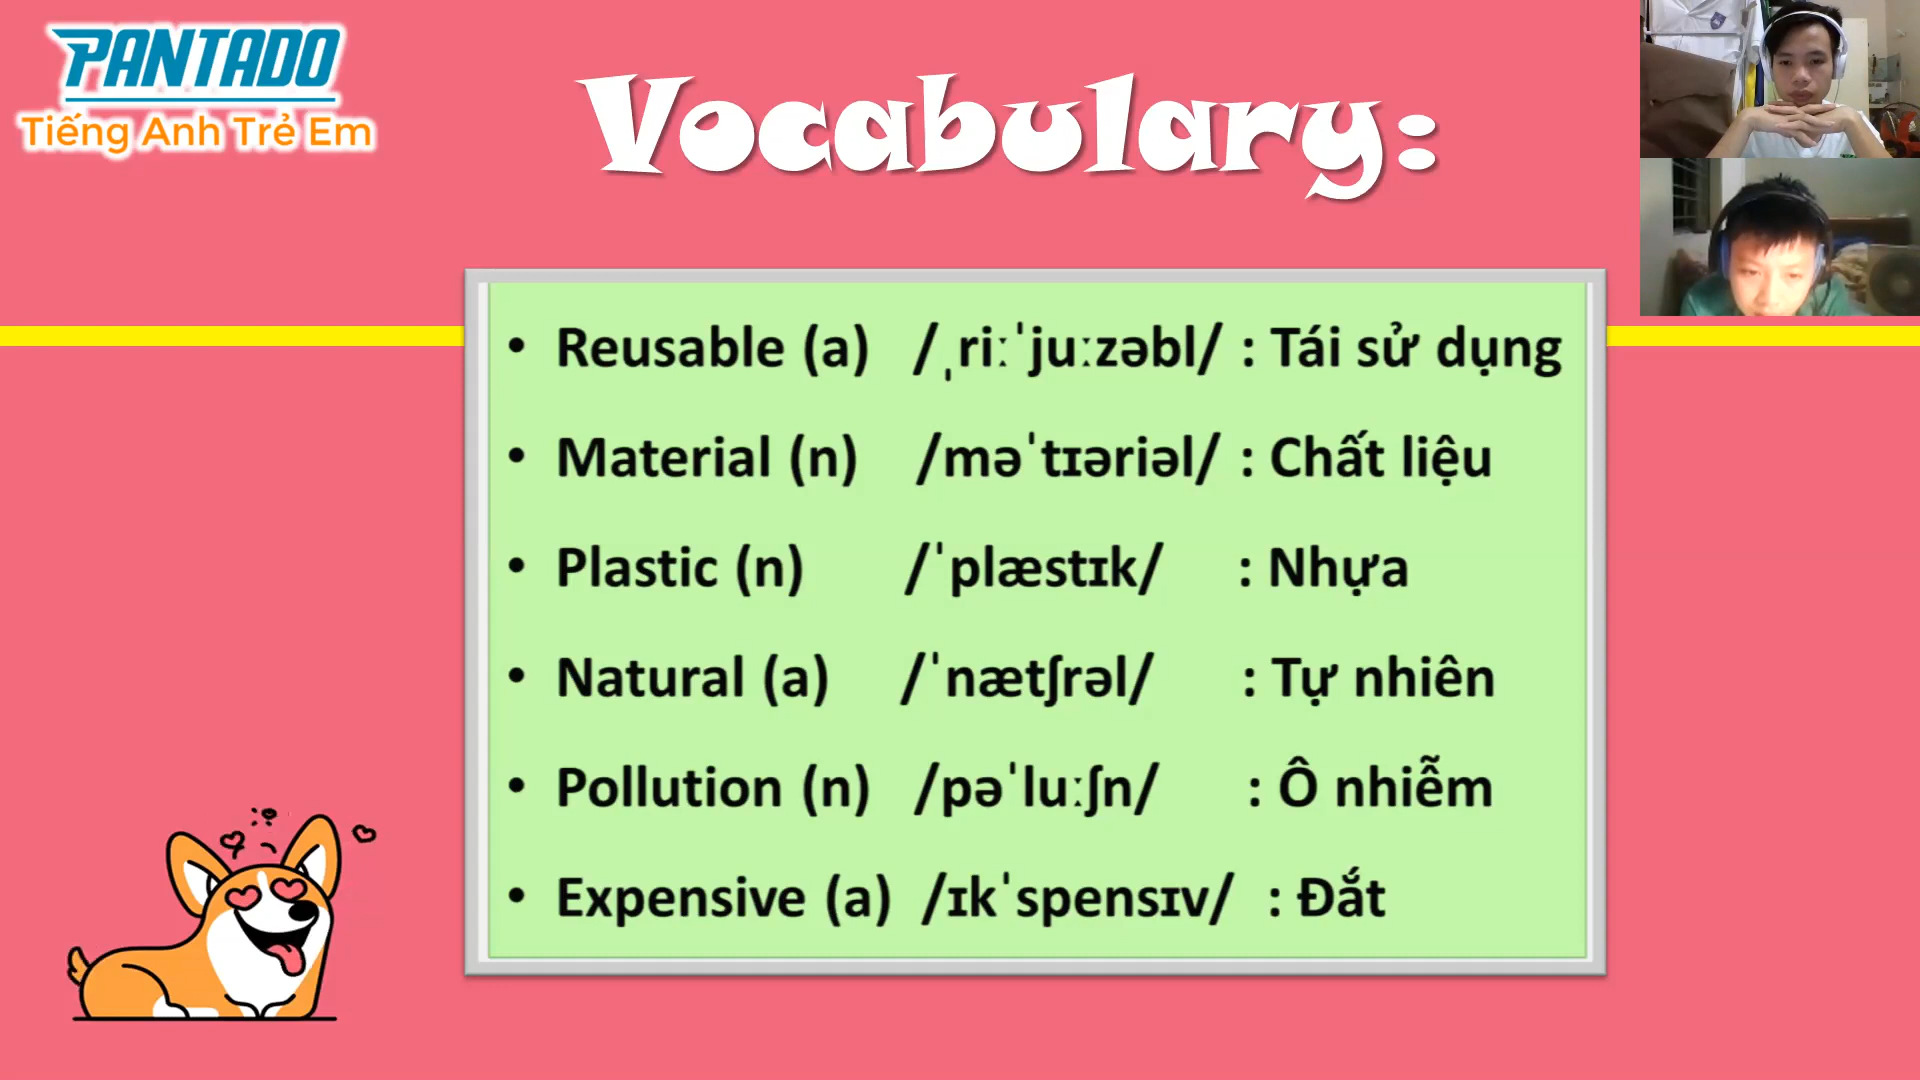 PANTADO
Tiếng Anh Trẻ Em
Vocabulary:
• Reusable (a) /ˌriːˈjuːzəbl/ : Tái sử dụng
• Material (n) /məˈtɪəriəl/ : Chất liệu
• Plastic (n) /ˈplæstɪk/ : Nhựa
• Natural (a) /ˈnætʃrəl/ : Tự nhiên
• Pollution (n) /pəˈluːʃn/ : Ô nhiễm
• Expensive (a) /ɪkˈspensɪv/ : Đắt